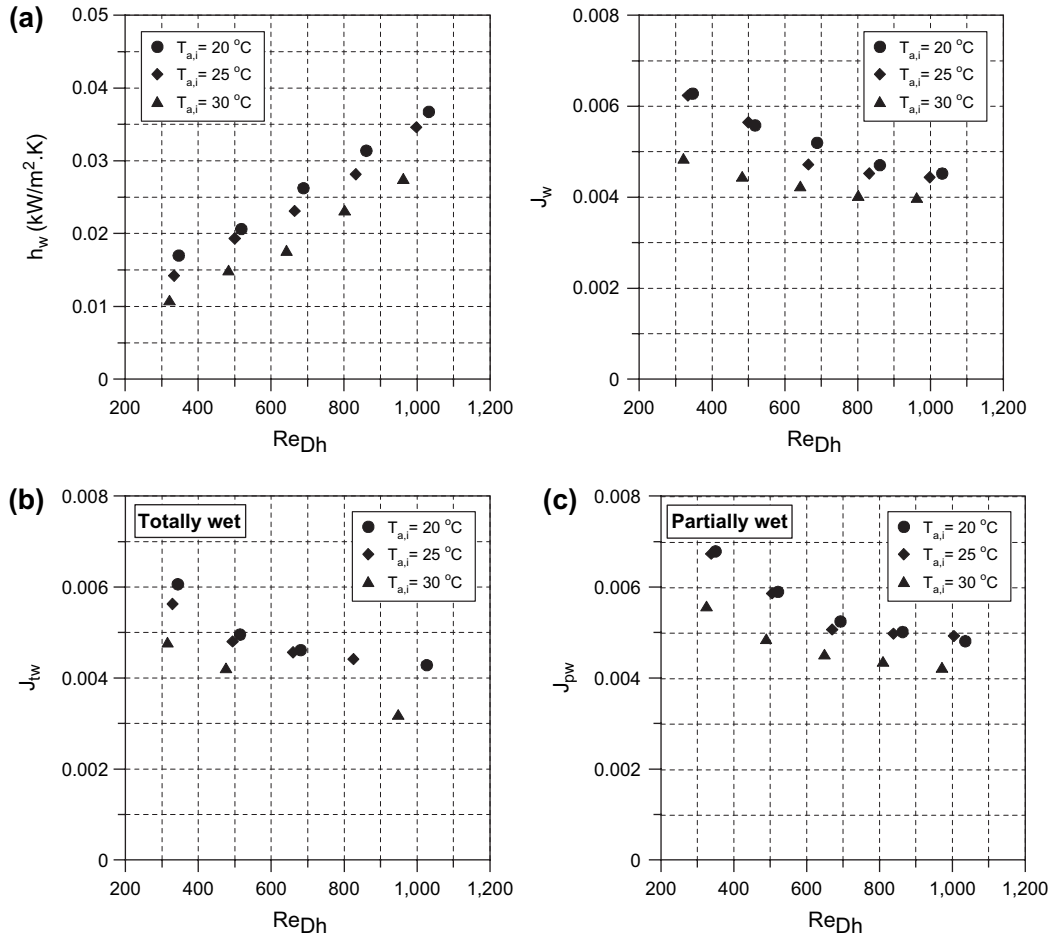 (a)
0.05
0.04
0.03
0.02
0.01
0
h_w (kW/m².K)
T_a,i = 20 °C
T_a,i = 25 °C
T_a,i = 30 °C
200 400 600 800 1,000 1,200
Re_Dh
0.008
0.006
0.004
0.002
0
J_w
T_a,i = 20 °C
T_a,i = 25 °C
T_a,i = 30 °C
200 400 600 800 1,000 1,200
Re_Dh
(b)
0.008
0.006
0.004
0.002
0
J_tw
Totally wet
T_a,i = 20 °C
T_a,i = 25 °C
T_a,i = 30 °C
200 400 600 800 1,000 1,200
Re_Dh
(c)
0.008
0.006
0.004
0.002
0
J_pw
Partially wet
T_a,i = 20 °C
T_a,i = 25 °C
T_a,i = 30 °C
200 400 600 800 1,000 1,200
Re_Dh